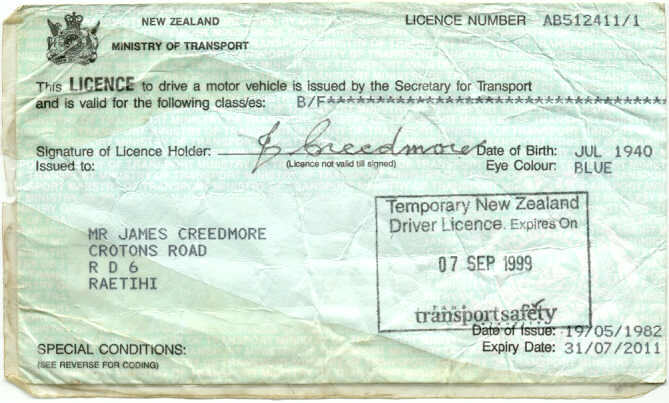 NEW ZEALAND LICENCE NUMBER AB512411/1
MINISTRY OF TRANSPORT
This LICENCE to drive a motor vehicle is issued by the Secretary for Transport
and is valid for the following class/es: B/F****************************************
Signature of Licence Holder: J Creedmore Date of Birth: JUL 1940
(Licence not valid till signed) Eye Colour: BLUE
Issued to:
MR JAMES CREEDMORE
CROTONS ROAD
R D 6
RAETIHI
Temporary New Zealand
Driver Licence. Expires On
07 SEP 1999
LAND
transportsafety
Date of Issue: 19/05/1982
Expiry Date: 31/07/2011
SPECIAL CONDITIONS:
(SEE REVERSE FOR CODING)